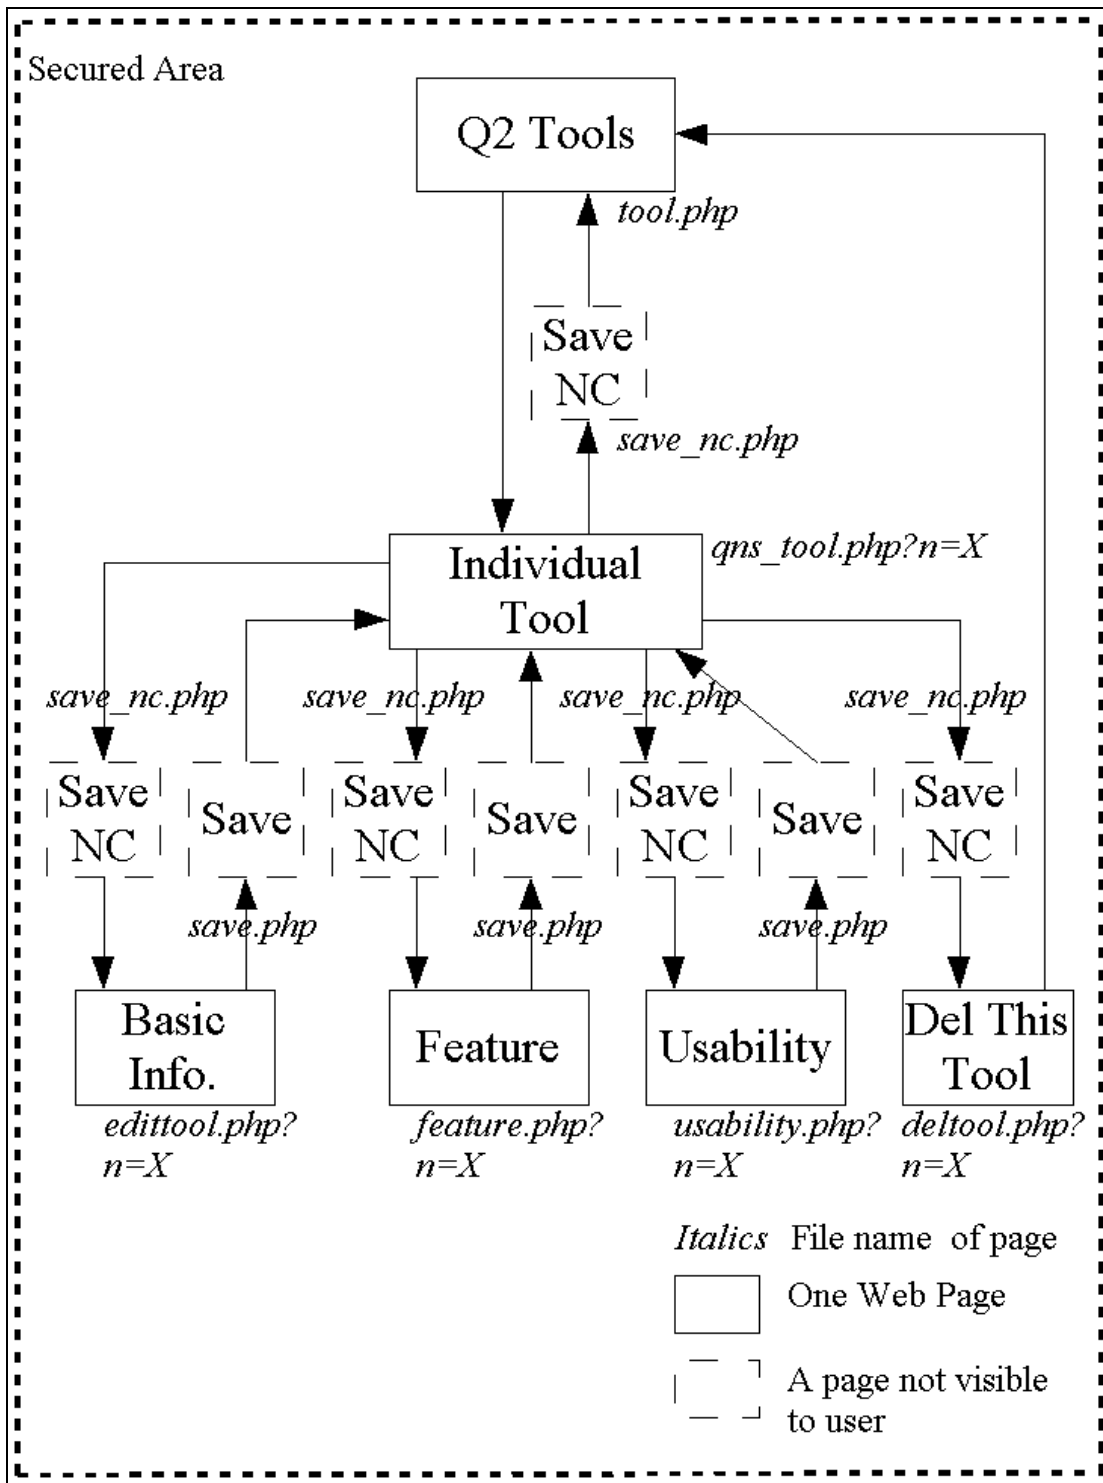 Secured Area
Q2 Tools
tool.php
Save
NC
save_nc.php
Individual
Tool
qns_tool.php?n=X
save_nc.php
save_nc.php
save_nc.php
save_nc.php
Save
NC
Save
Save
NC
Save
Save
NC
Save
Save
NC
save.php
save.php
save.php
Basic
Info.
Feature
Usability
Del This
Tool
edittool.php?
n=X
feature.php?
n=X
usability.php?
n=X
deltool.php?
n=X
Italics File name of page
One Web Page
A page not visible
to user